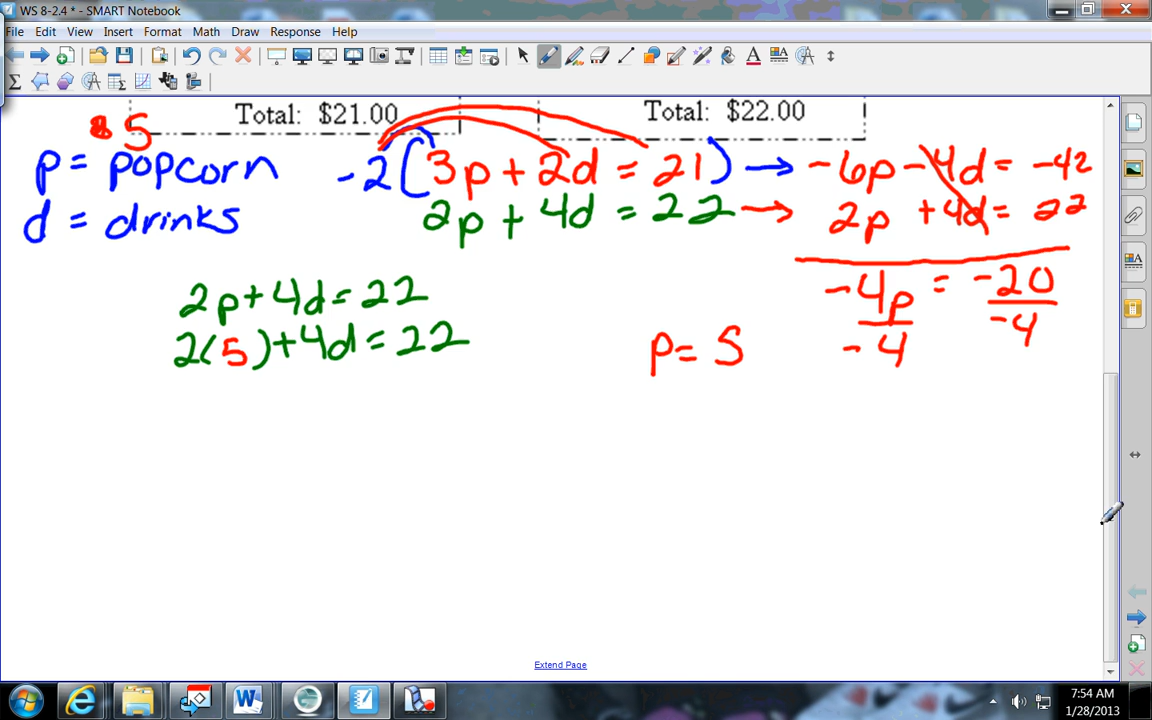 WS 8-2.4 * - SMART Notebook
File Edit View Insert Format Math Draw Response Help
Total: $21.00 Total: $22.00
5
p = popcorn -2(3p + 2d = 21) → -6p - 4d = -42
d = drinks 2p + 4d = 22 → 2p + 4d = 22
-4p = -20
-4 -4
2p + 4d = 22
2(5) + 4d = 22
p = 5
Extend Page
7:54 AM
1/28/2013